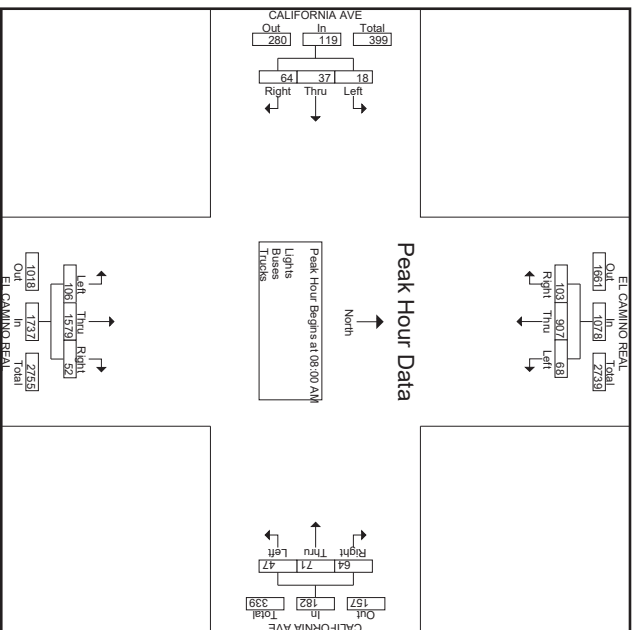 CALIFORNIA AVE
Out In Total
280 119 399
64 37 18
Right Thru Left
Peak Hour Data
North
Peak Hour Begins at 08:00 AM
Lights
Buses
Trucks
EL CAMINO REAL
Out In Total
1661 1078 2739
103 907 68
Right Thru Left
Left Thru Right
106 1579 52
1018 1737 2755
Out In Total
EL CAMINO REAL
Right Thru Left
64 71 47
157 182 339
Out In Total
CALIFORNIA AVE